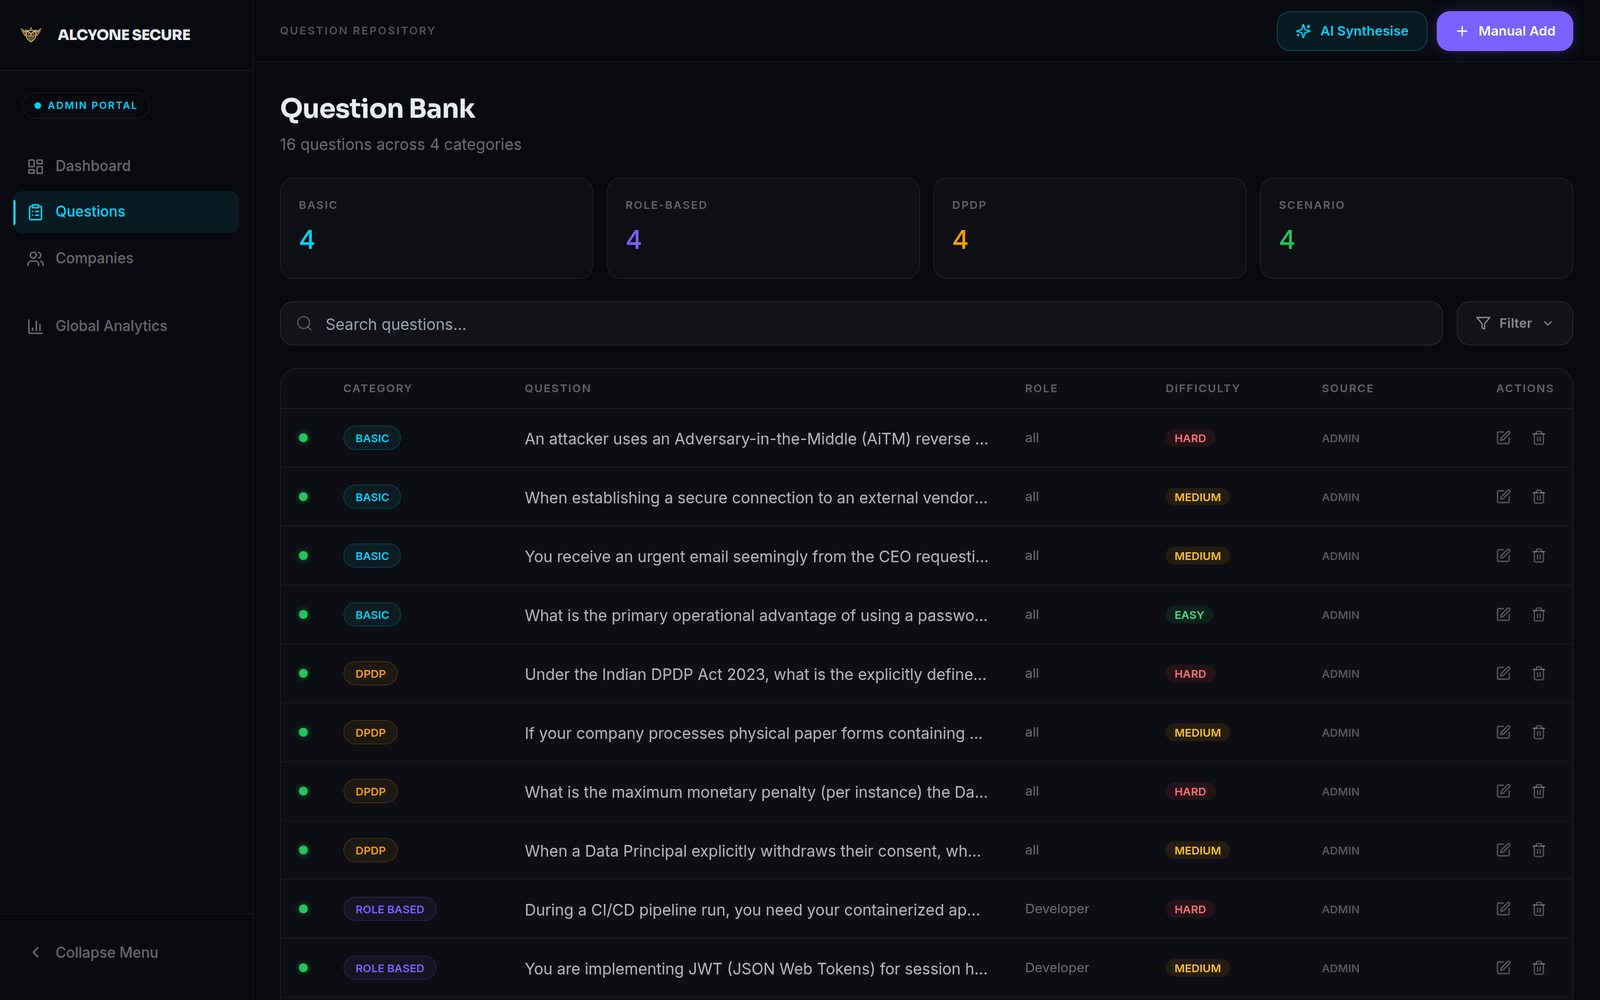 ALCYONE SECURE
ADMIN PORTAL
Dashboard
Questions
Companies
Global Analytics
Collapse Menu
QUESTION REPOSITORY
AI Synthesise
Manual Add
Question Bank
16 questions across 4 categories
BASIC
4
ROLE-BASED
4
DPDP
4
SCENARIO
4
Search questions...
Filter
CATEGORY QUESTION ROLE DIFFICULTY SOURCE ACTIONS
BASIC An attacker uses an Adversary-in-the-Middle (AiTM) reverse ... all HARD ADMIN
BASIC When establishing a secure connection to an external vendor... all MEDIUM ADMIN
BASIC You receive an urgent email seemingly from the CEO requesti... all MEDIUM ADMIN
BASIC What is the primary operational advantage of using a passwo... all EASY ADMIN
DPDP Under the Indian DPDP Act 2023, what is the explicitly define... all HARD ADMIN
DPDP If your company processes physical paper forms containing ... all MEDIUM ADMIN
DPDP What is the maximum monetary penalty (per instance) the Da... all HARD ADMIN
DPDP When a Data Principal explicitly withdraws their consent, wh... all MEDIUM ADMIN
ROLE BASED During a CI/CD pipeline run, you need your containerized ap... Developer HARD ADMIN
ROLE BASED You are implementing JWT (JSON Web Tokens) for session h... Developer MEDIUM ADMIN